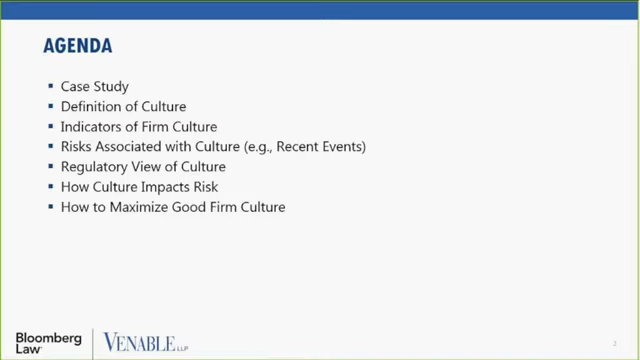 AGENDA
▪ Case Study
▪ Definition of Culture
▪ Indicators of Firm Culture
▪ Risks Associated with Culture (e.g., Recent Events)
▪ Regulatory View of Culture
▪ How Culture Impacts Risk
▪ How to Maximize Good Firm Culture
Bloomberg
Law
VENABLE LLP
2